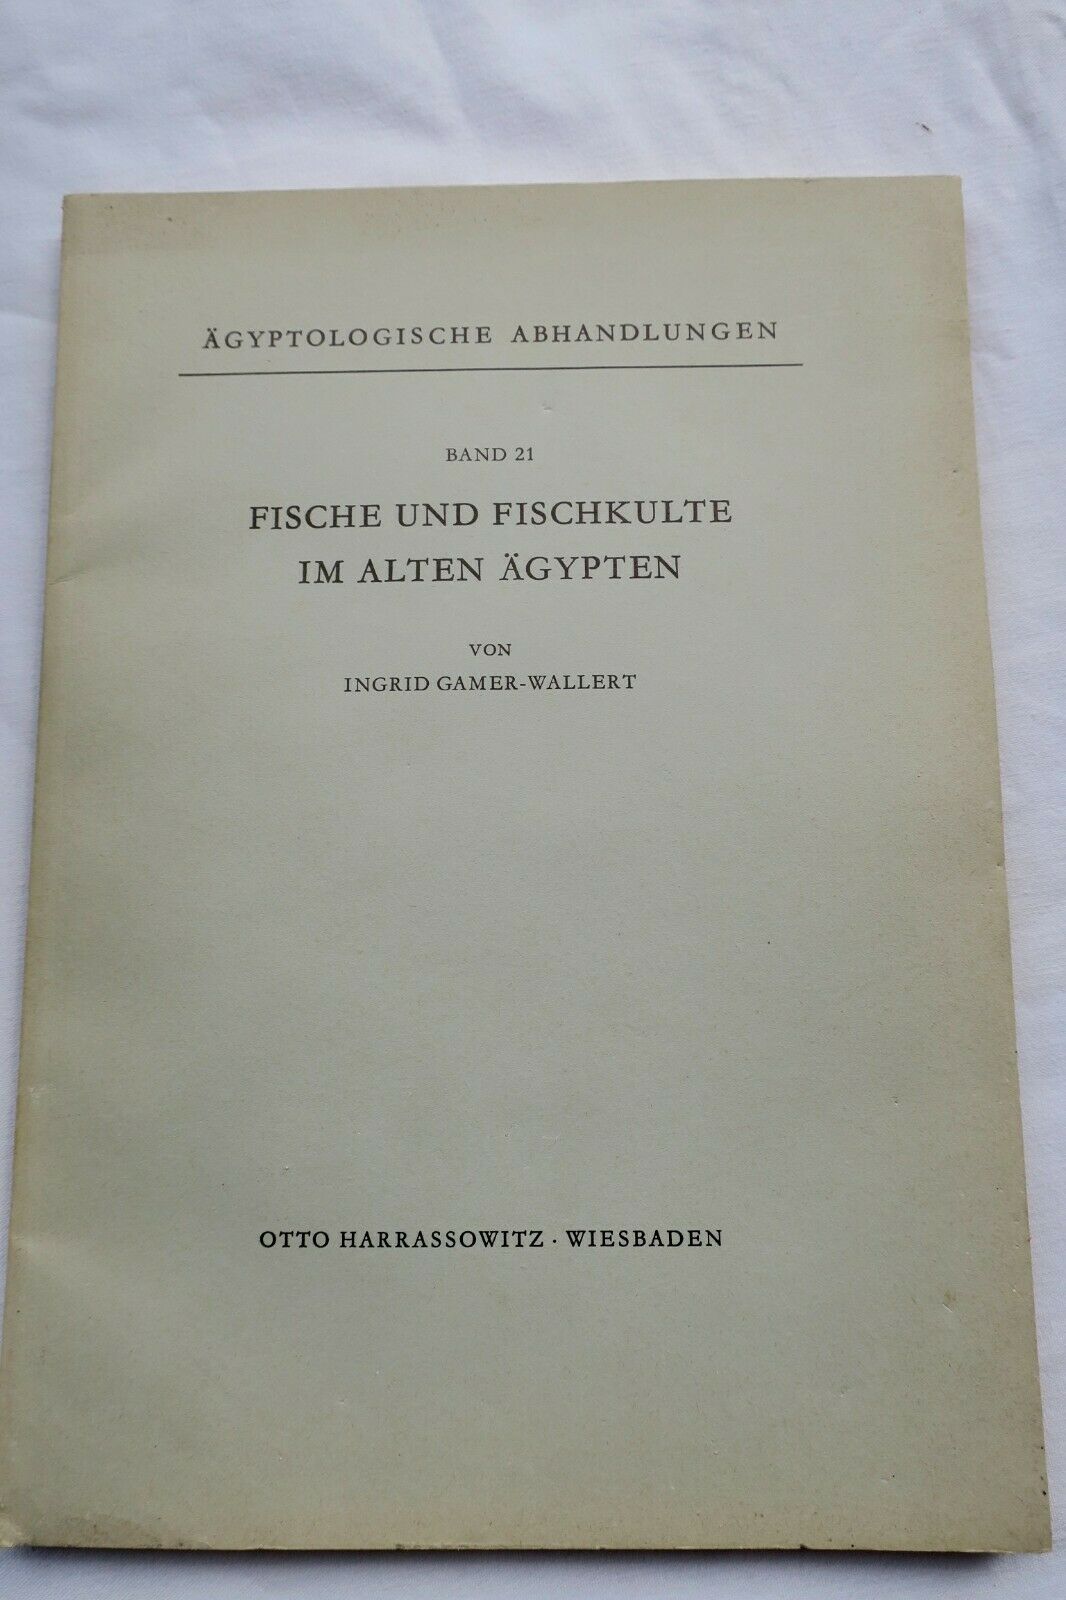 ÄGYPTOLOGISCHE ABHANDLUNGEN
BAND 21
FISCHE UND FISCHKULTE
IM ALTEN ÄGYPTEN
VON
INGRID GAMER-WALLERT
OTTO HARRASSOWITZ · WIESBADEN